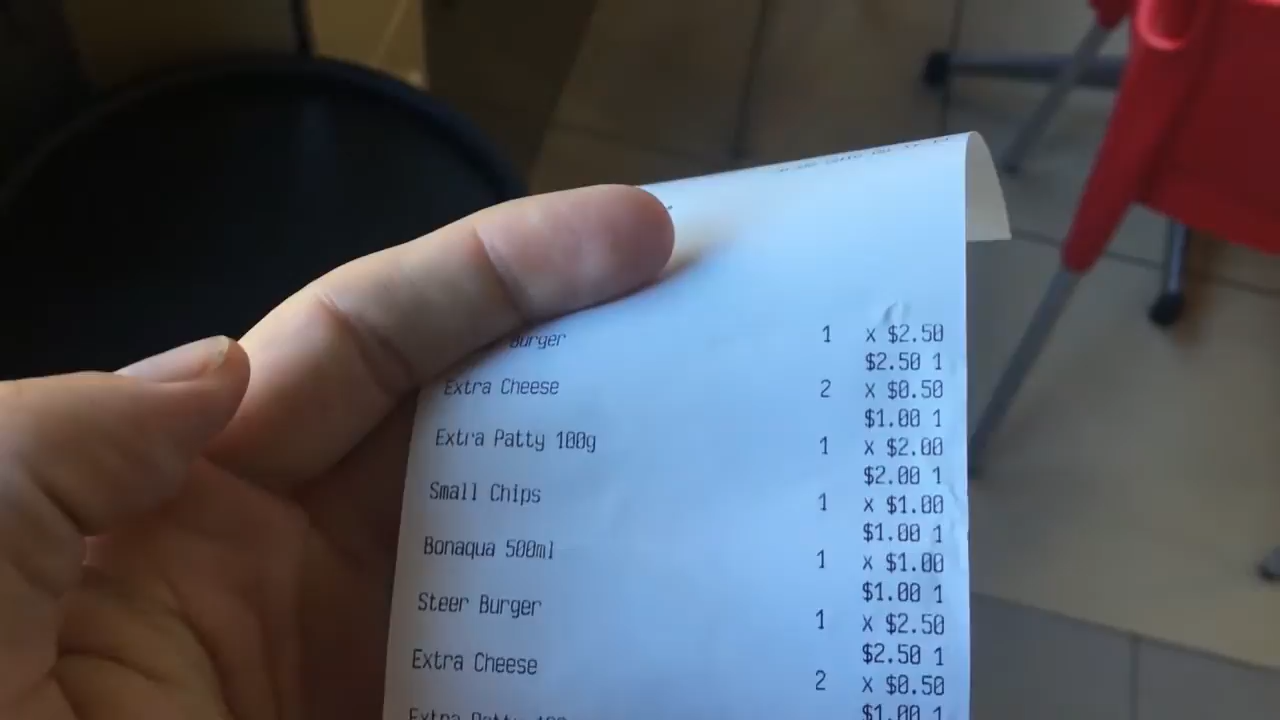 Burger 1 x $2.50
$2.50 1
Extra Cheese 2 x $0.50
$1.00 1
Extra Patty 100g 1 x $2.00
$2.00 1
Small Chips 1 x $1.00
$1.00 1
Bonaqua 500ml 1 x $1.00
$1.00 1
Steer Burger 1 x $2.50
$2.50 1
Extra Cheese 2 x $0.50
$1.00 1
Extra Patty